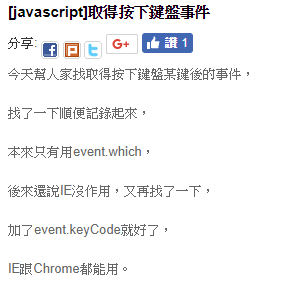 [javascript]取得按下鍵盤事件
分享: G+ 讚 1
今天幫人家找取得按下鍵盤某鍵後的事件，
找了一下順便記錄起來，
本來只有用event.which，
後來還說IE沒作用，又再找了一下，
加了event.keyCode就好了，
IE跟Chrome都能用。